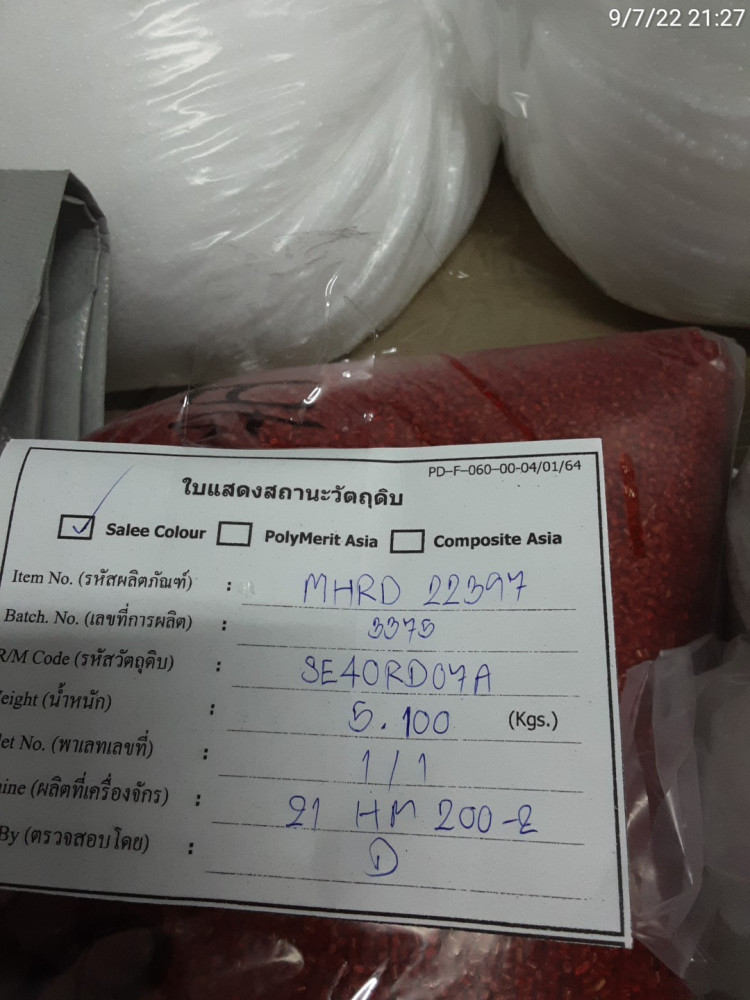 9/7/22 21:27
PD-F-060-00-04/01/64
ใบแสดงสถานะวัตถุดิบ
Salee Colour PolyMerit Asia Composite Asia
Item No. (รหัสผลิตภัณฑ์) : MHRD 22397
Batch. No. (เลขที่การผลิต) : 3375
R/M Code (รหัสวัตถุดิบ) : SE40RD07A
eight (น้ำหนัก) : 5.100 (Kgs.)
let No. (พาเลทเลขที่) : 1/1
ine (ผลิตที่เครื่องจักร) : 21 HM 200-2
By (ตรวจสอบโดย) : D